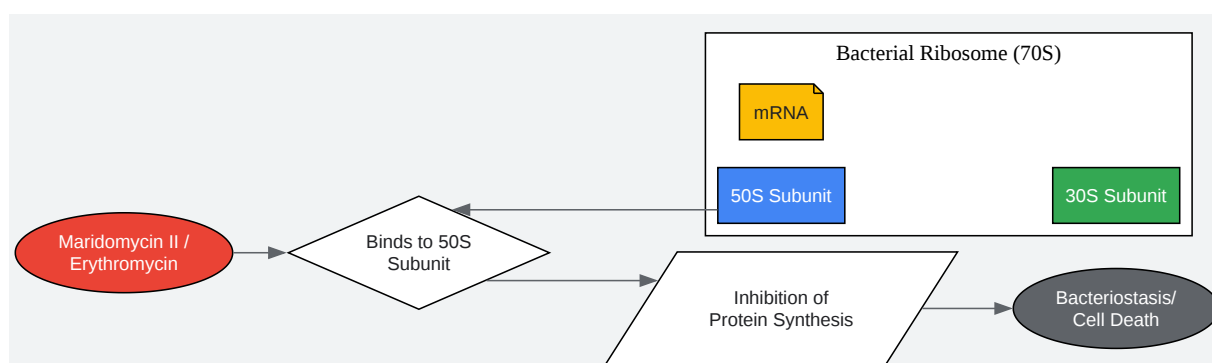 Bacterial Ribosome (70S)
mRNA
50S Subunit
30S Subunit
Maridomycin II /
Erythromycin
Binds to 50S
Subunit
Inhibition of
Protein Synthesis
Bacteriostasis/
Cell Death